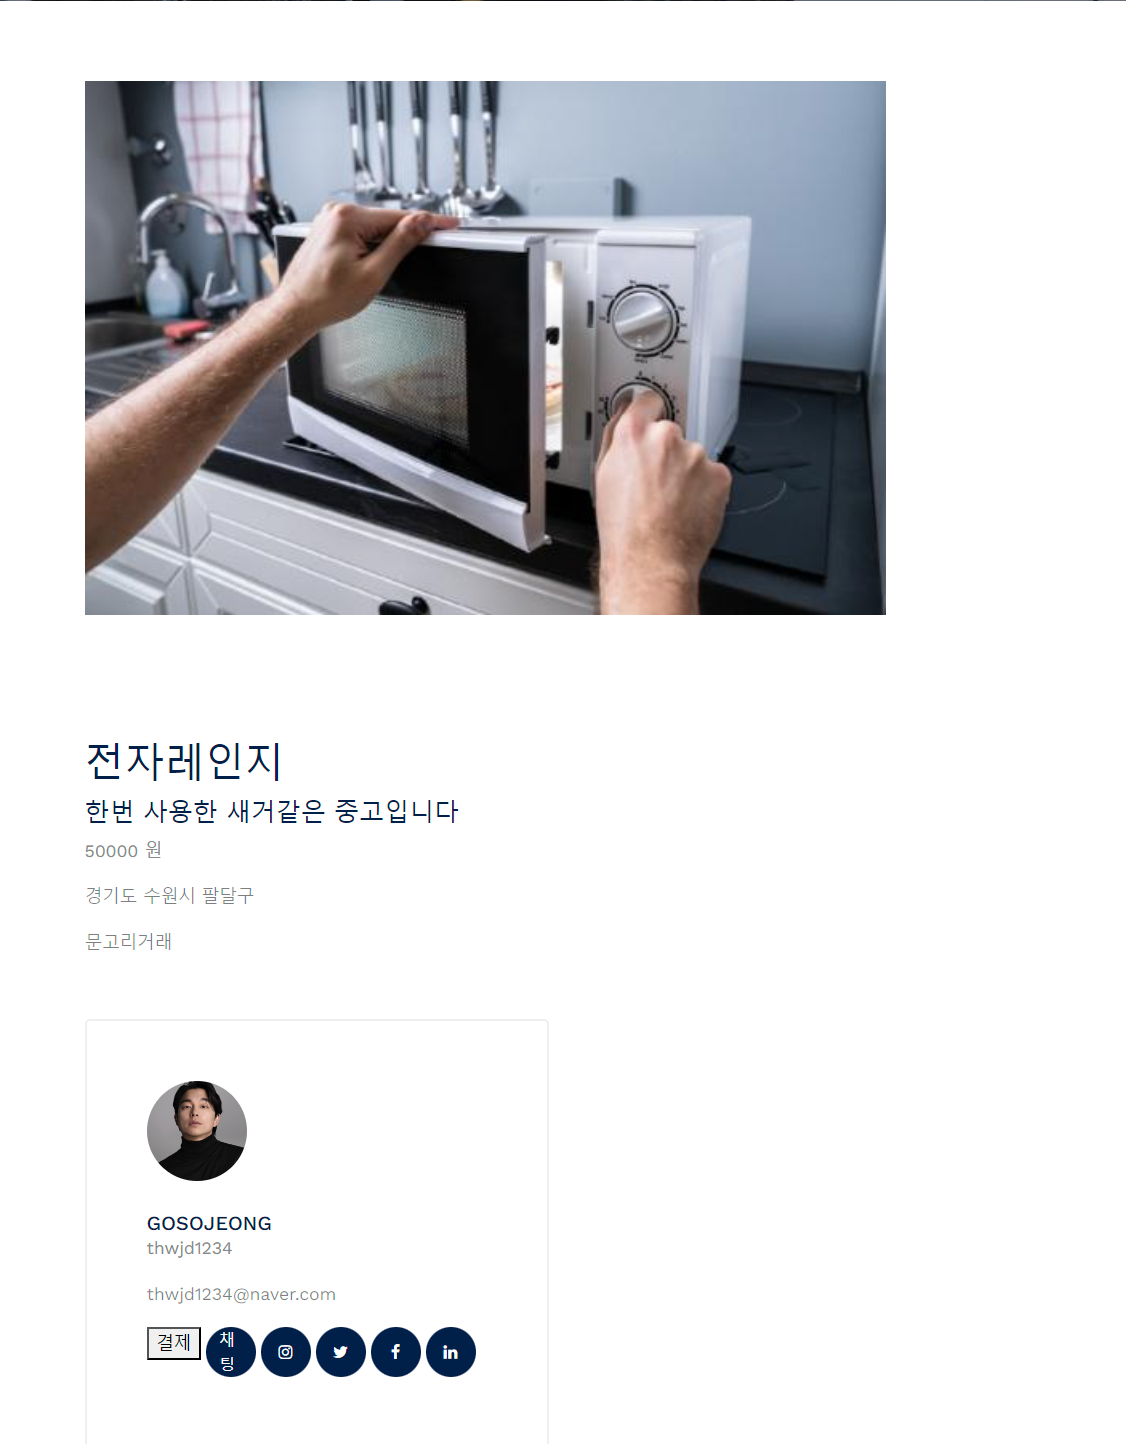 전자레인지
한번 사용한 새거같은 중고입니다
50000 원
경기도 수원시 팔달구
문고리거래
GOSOJEONG
thwjd1234
thwjd1234@naver.com
결제
채
팅